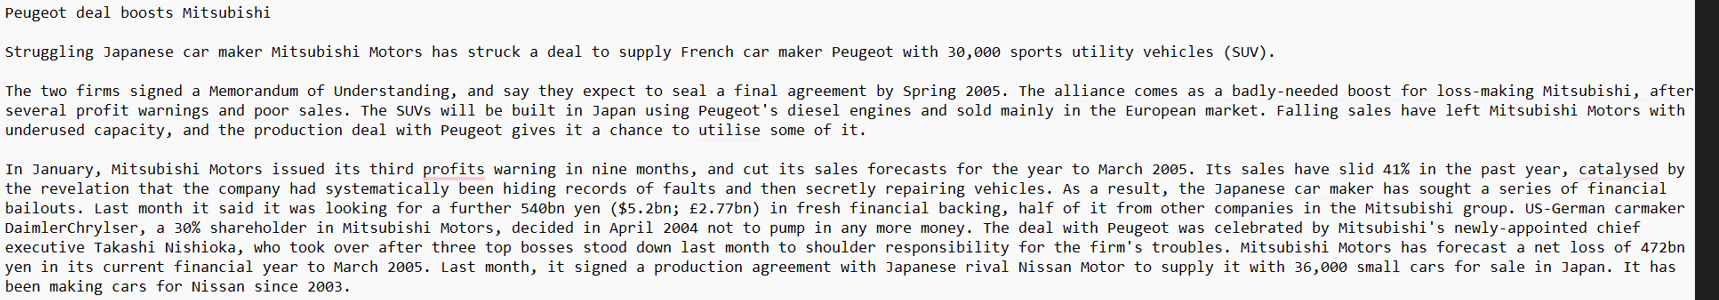 Peugeot deal boosts Mitsubishi
Struggling Japanese car maker Mitsubishi Motors has struck a deal to supply French car maker Peugeot with 30,000 sports utility vehicles (SUV).
The two firms signed a Memorandum of Understanding, and say they expect to seal a final agreement by Spring 2005. The alliance comes as a badly-needed boost for loss-making Mitsubishi, after
several profit warnings and poor sales. The SUVs will be built in Japan using Peugeot's diesel engines and sold mainly in the European market. Falling sales have left Mitsubishi Motors with
underused capacity, and the production deal with Peugeot gives it a chance to utilise some of it.
In January, Mitsubishi Motors issued its third profits warning in nine months, and cut its sales forecasts for the year to March 2005. Its sales have slid 41% in the past year, catalysed by
the revelation that the company had systematically been hiding records of faults and then secretly repairing vehicles. As a result, the Japanese car maker has sought a series of financial
bailouts. Last month it said it was looking for a further 540bn yen ($5.2bn; £2.77bn) in fresh financial backing, half of it from other companies in the Mitsubishi group. US-German carmaker
DaimlerChrylser, a 30% shareholder in Mitsubishi Motors, decided in April 2004 not to pump in any more money. The deal with Peugeot was celebrated by Mitsubishi's newly-appointed chief
executive Takashi Nishioka, who took over after three top bosses stood down last month to shoulder responsibility for the firm's troubles. Mitsubishi Motors has forecast a net loss of 472bn
yen in its current financial year to March 2005. Last month, it signed a production agreement with Japanese rival Nissan Motor to supply it with 36,000 small cars for sale in Japan. It has
been making cars for Nissan since 2003.